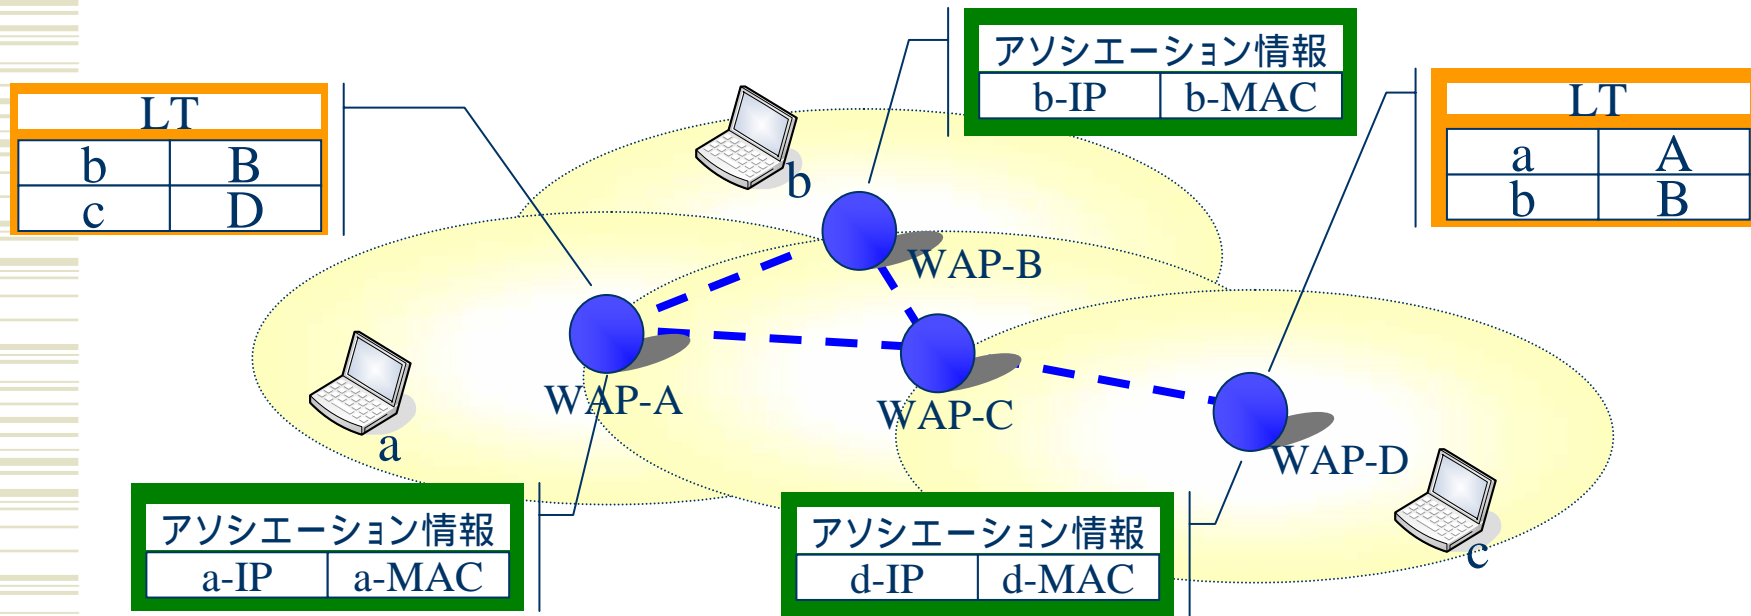 アソシエーション情報
b-IP b-MAC
LT
b B
c D
LT
a A
b B
b
WAP-B
WAP-A
WAP-C
a
WAP-D
c
アソシエーション情報
a-IP a-MAC
アソシエーション情報
d-IP d-MAC